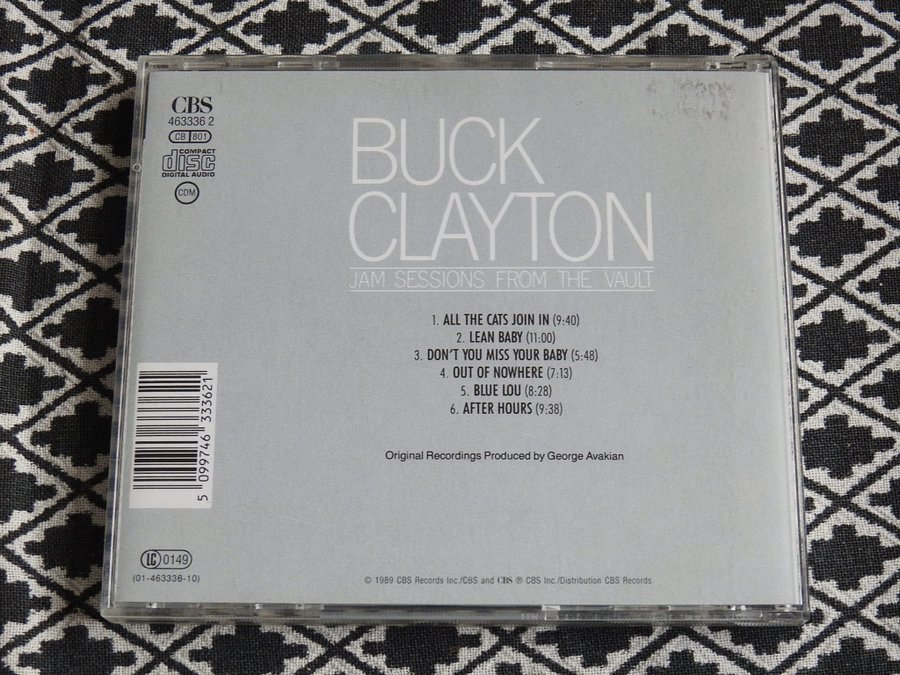 CBS
463336 2
CB 801
COMPACT
disc
DIGITAL AUDIO
CDM
BUCK
CLAYTON
JAM SESSIONS FROM THE VAULT
1. ALL THE CATS JOIN IN (9:40)
2. LEAN BABY (11:00)
3. DON'T YOU MISS YOUR BABY (5:48)
4. OUT OF NOWHERE (7:13)
5. BLUE LOU (8:28)
6. AFTER HOURS (9:38)
Original Recordings Produced by George Avakian
5 099746 333621
LC 0149
(01-463336-10)
© 1989 CBS Records Inc./CBS and CBS ® CBS Inc./Distribution CBS Records